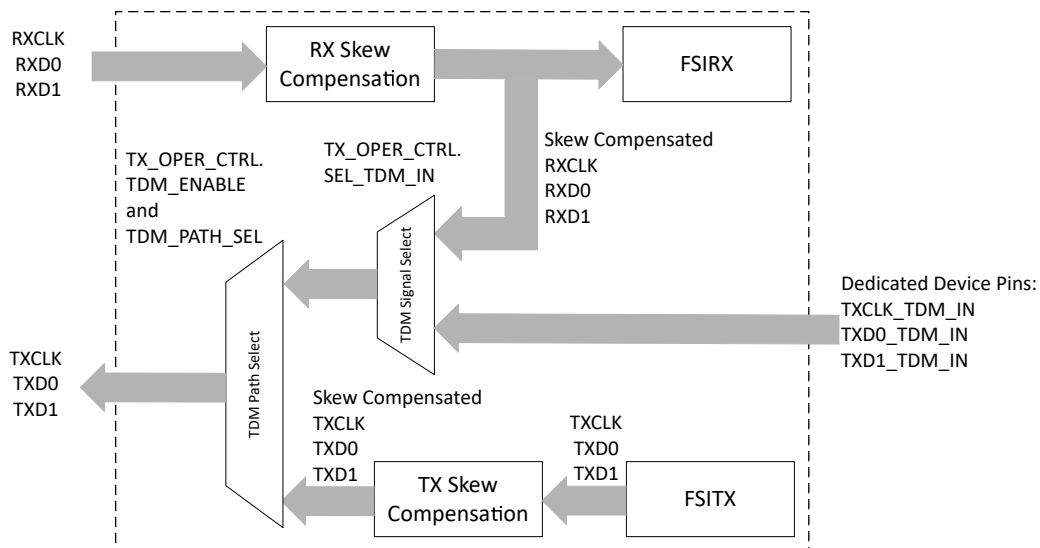 RXCLK
RXD0
RXD1
RX Skew
Compensation
FSIRX
Skew Compensated
RXCLK
RXD0
RXD1
TX_OPER_CTRL.
SEL_TDM_IN
TX_OPER_CTRL.
TDM_ENABLE
and
TDM_PATH_SEL
TDM Signal Select
Dedicated Device Pins:
TXCLK_TDM_IN
TXD0_TDM_IN
TXD1_TDM_IN
TXCLK
TXD0
TXD1
TDM Path Select
Skew Compensated
TXCLK
TXD0
TXD1
TX Skew
Compensation
TXCLK
TXD0
TXD1
FSITX